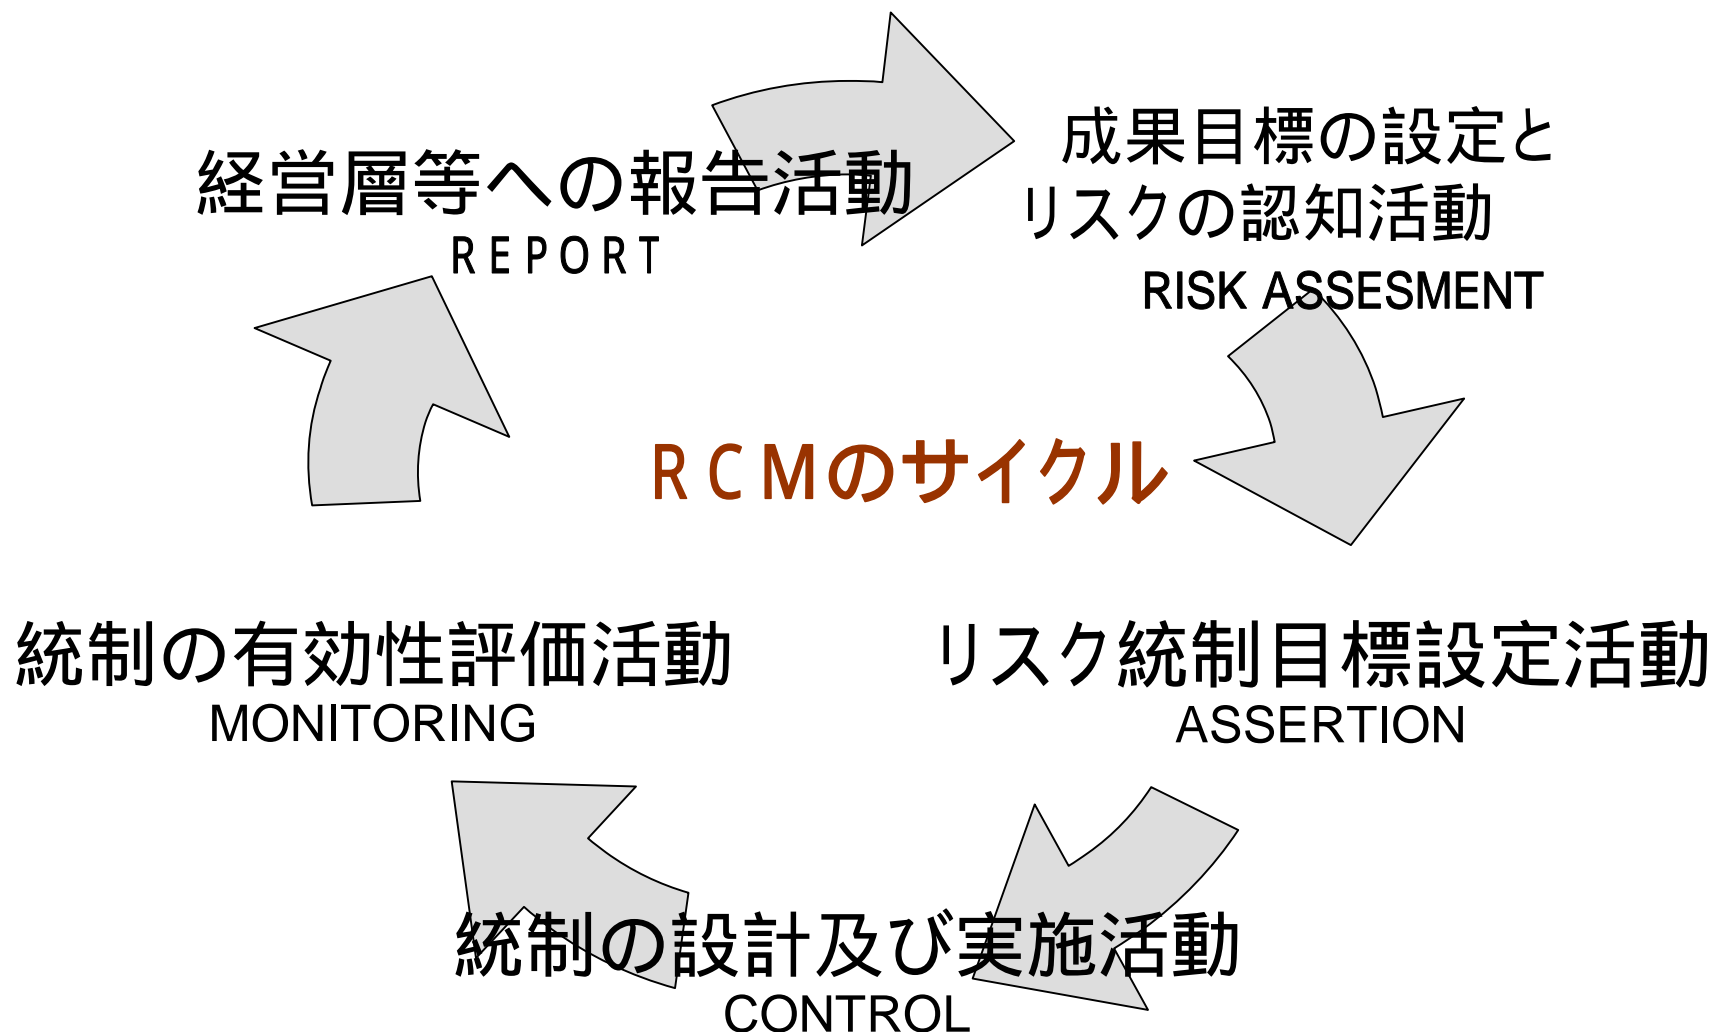 経営層等への報告活動
REPORT
成果目標の設定と
リスクの認知活動
RISK ASSESMENT
RCMのサイクル
統制の有効性評価活動
MONITORING
リスク統制目標設定活動
ASSERTION
統制の設計及び実施活動
CONTROL